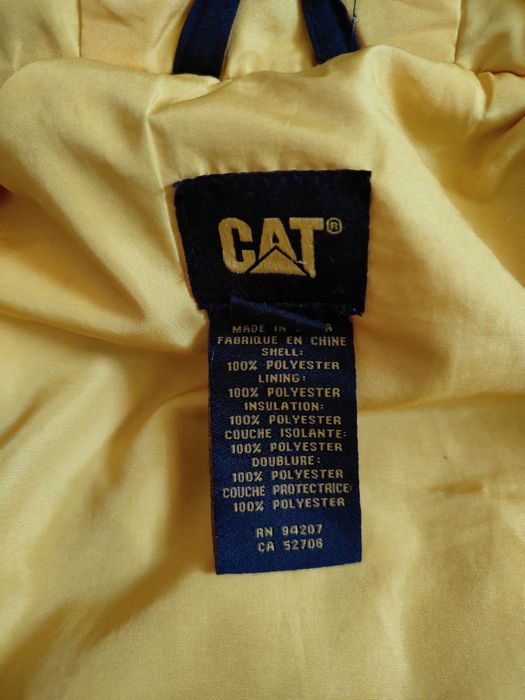 CAT®
MADE IN
FABRIQUE EN CHINE
SHELL:
100% POLYESTER
LINING:
100% POLYESTER
INSULATION:
100% POLYESTER
COUCHE ISOLANTE:
100% POLYESTER
DOUBLURE:
100% POLYESTER
COUCHE PROTECTRICE:
100% POLYESTER
RN 94207
CA 52706